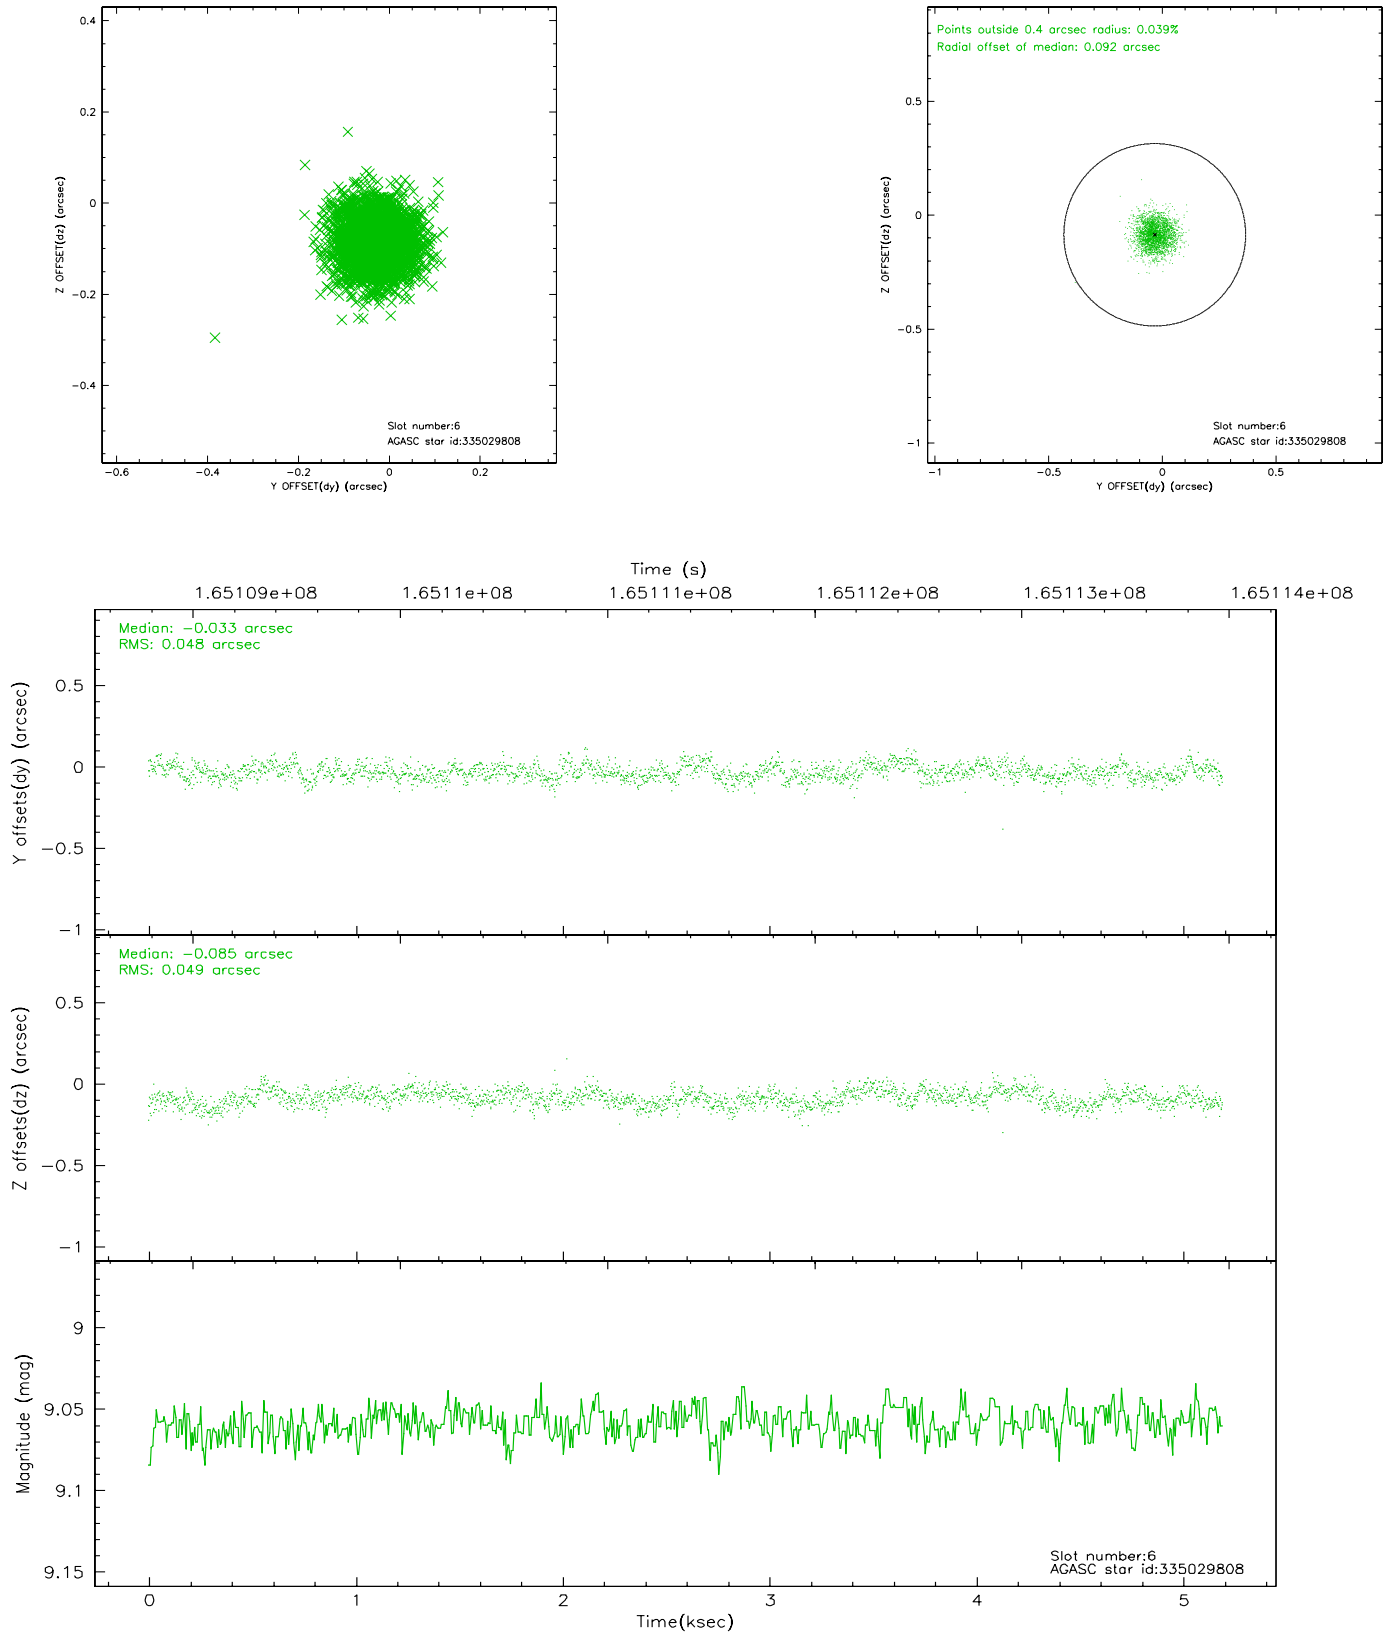 0.4
0.2
0
−0.2
−0.4
Z OFFSET(dz) (arcsec)
Slot number:6
AGASC star id:335029808
−0.6 −0.4 −0.2 0 0.2
Y OFFSET(dy) (arcsec)
Points outside 0.4 arcsec radius: 0.039%
Radial offset of median: 0.092 arcsec
0.5
0
−0.5
−1
Z OFFSET(dz) (arcsec)
Slot number:6
AGASC star id:335029808
−1 −0.5 0 0.5
Y OFFSET(dy) (arcsec)
Time (s)
1.65109e+08 1.6511e+08 1.65111e+08 1.65112e+08 1.65113e+08 1.65114e+08
Median: −0.033 arcsec
RMS: 0.048 arcsec
0.5
0
−0.5
−1
Y offsets(dy) (arcsec)
Median: −0.085 arcsec
RMS: 0.049 arcsec
0.5
0
−0.5
−1
Z offsets(dz) (arcsec)
9
9.05
9.1
9.15
Magnitude (mag)
Slot number:6
AGASC star id:335029808
0 1 2 3 4 5
Time(ksec)